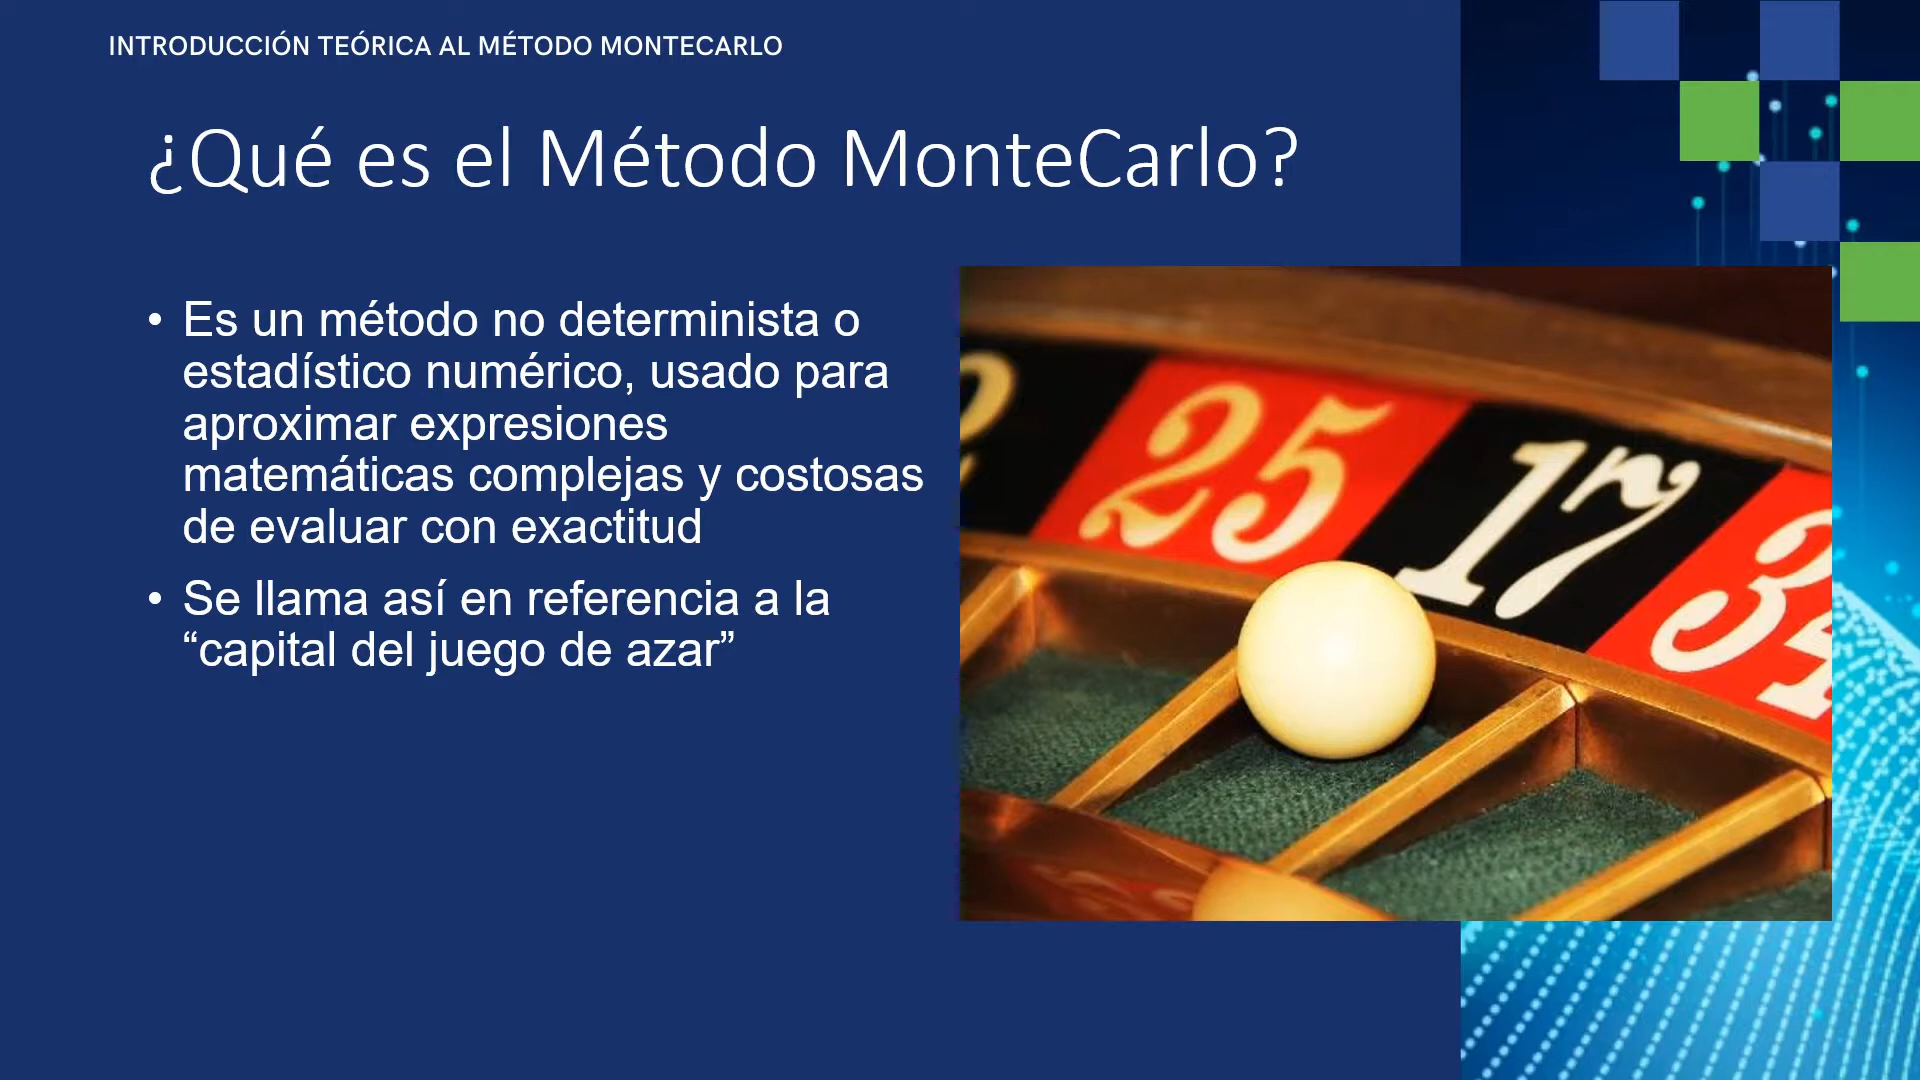 INTRODUCCIÓN TEÓRICA AL MÉTODO MONTECARLO
¿Qué es el Método MonteCarlo?
• Es un método no determinista o
estadístico numérico, usado para
aproximar expresiones
matemáticas complejas y costosas
de evaluar con exactitud
• Se llama así en referencia a la
“capital del juego de azar”
25
17
34